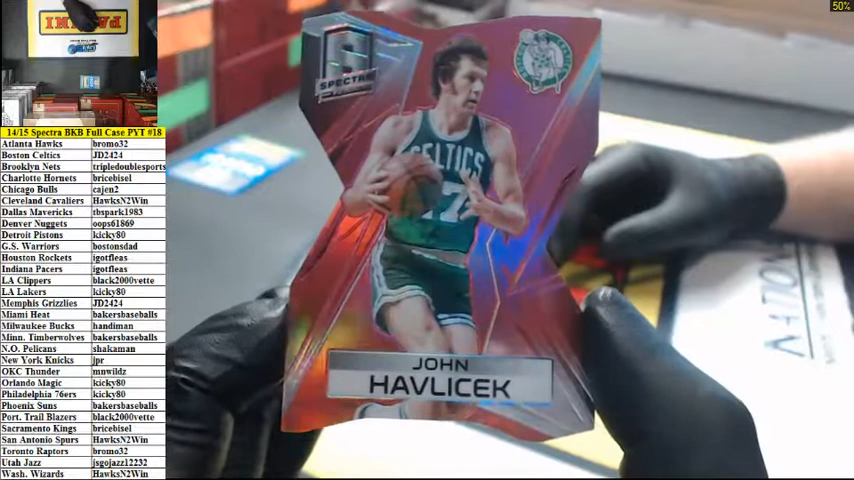 50%
PANINI
14/15 Spectra BKB Full Case PYT #18
Atlanta Hawks bromo32
Boston Celtics JD2424
Brooklyn Nets tripledoublesports
Charlotte Hornets bricebisel
Chicago Bulls cajen2
Cleveland Cavaliers HawksN2Win
Dallas Mavericks tbspark1983
Denver Nuggets oops61869
Detroit Pistons kicky80
G.S. Warriors bostonsdad
Houston Rockets igotfleas
Indiana Pacers igotfleas
LA Clippers black2000vette
LA Lakers kicky80
Memphis Grizzlies JD2424
Miami Heat bakersbaseballs
Milwaukee Bucks handiman
Minn. Timberwolves bakersbaseballs
N.O. Pelicans shakaman
New York Knicks jpr
OKC Thunder mnwildz
Orlando Magic kicky80
Philadelphia 76ers kicky80
Phoenix Suns bakersbaseballs
Port. Trail Blazers black2000vette
Sacramento Kings bricebisel
San Antonio Spurs HawksN2Win
Toronto Raptors bromo32
Utah Jazz jsgojazz12232
Wash. Wizards HawksN2Win
SPECTRA
CELTICS
17
JOHN
HAVLICEK